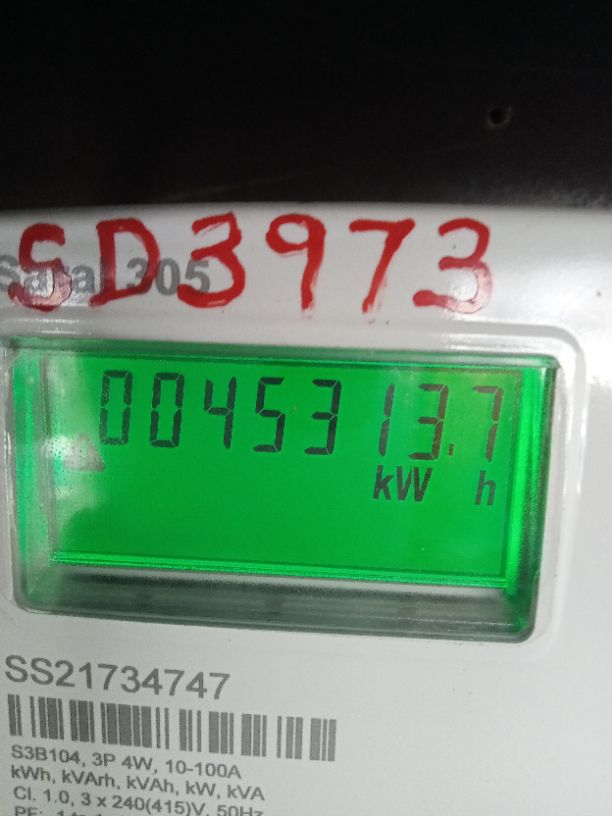 SD3973
305
0045313.7
kW h
SS21734747
S3B104, 3P 4W, 10-100A
kWh, kVArh, kVAh, kW, kVA
Cl. 1.0, 3 x 240(415)V, 50Hz